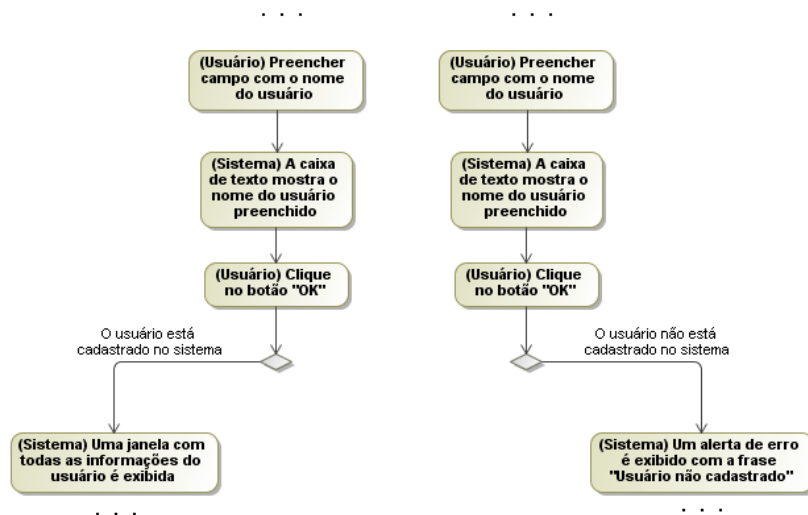 . . .
(Usuário) Preencher
campo com o nome
do usuário
(Sistema) A caixa
de texto mostra o
nome do usuário
preenchido
(Usuário) Clique
no botão "OK"
O usuário está
cadastrado no sistema
(Sistema) Uma janela com
todas as informações do
usuário é exibida
. . .
. . .
(Usuário) Preencher
campo com o nome
do usuário
(Sistema) A caixa
de texto mostra o
nome do usuário
preenchido
(Usuário) Clique
no botão "OK"
O usuário não está
cadastrado no sistema
(Sistema) Um alerta de erro
é exibido com a frase
"Usuário não cadastrado"
. . .